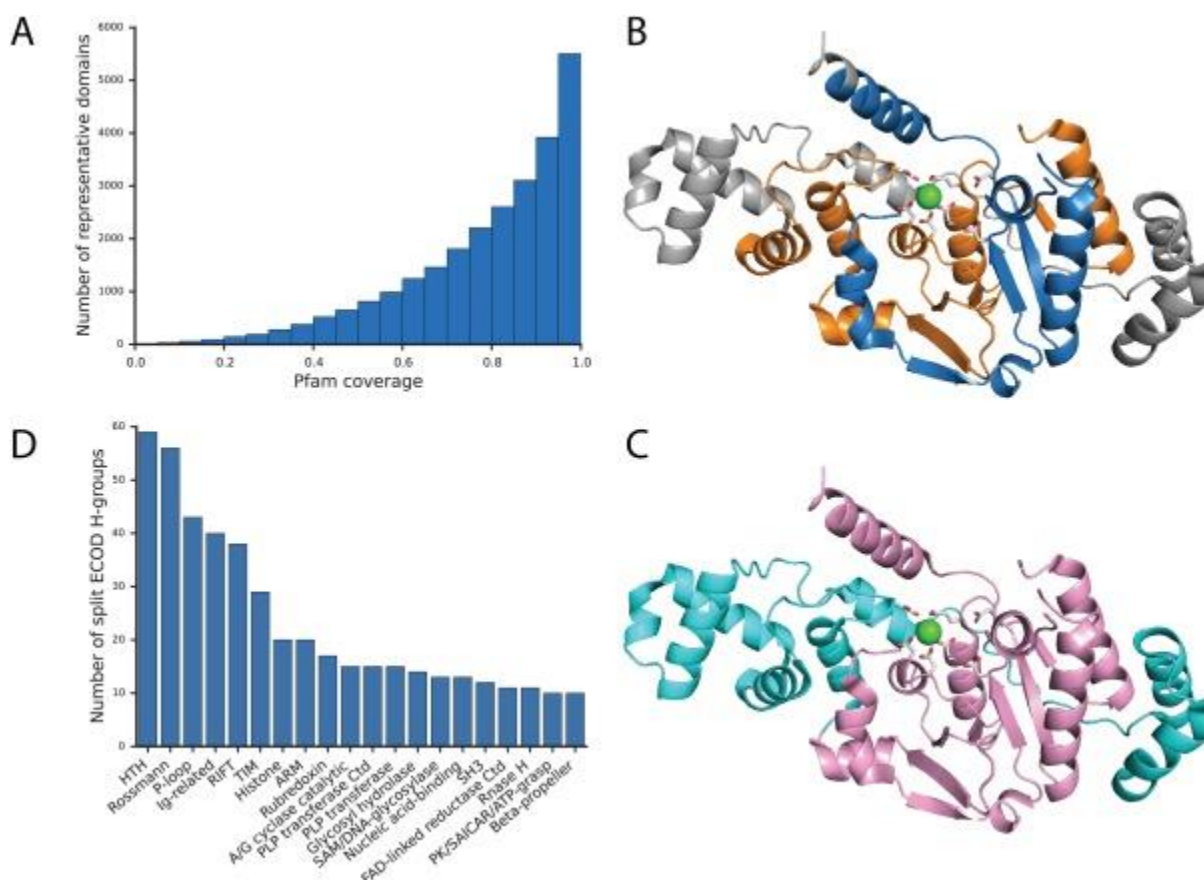 A
Number of representative domains
6000
5000
4000
3000
2000
1000
0
0.0 0.2 0.4 0.6 0.8 1.0
Pfam coverage
B
D
Number of split ECOD H-groups
60
50
40
30
20
10
0
HTH
Rossmann
P-loop
Ig-related
RIFT
TIM
Histone
ARM
Rubredoxin
A/G cyclase catalytic
PLP transferase Ctd
PLP transferase
Glycosyl hydrolase
SAM/DNA-glycosylase
Nucleic acid-binding
SH3
FAD-linked reductase Ctd
Rnase H
PK/SAICAR/ATP-grasp
Beta-propeller
C